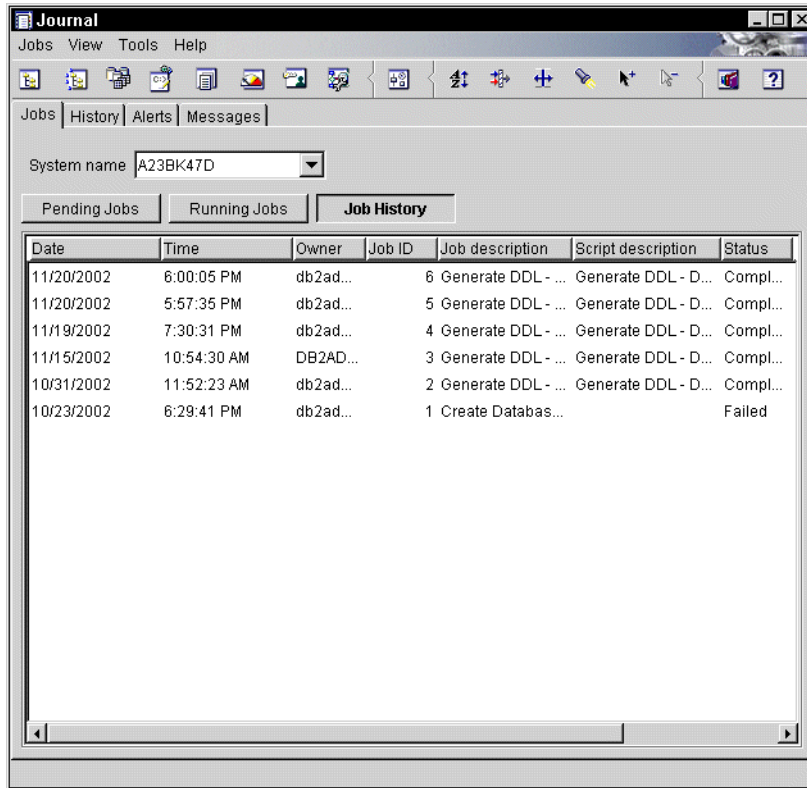 Journal
Jobs View Tools Help
Jobs History Alerts Messages
System name A23BK47D
Pending Jobs Running Jobs Job History
Date Time Owner Job ID Job description Script description Status
11/20/2002 6:00:05 PM db2ad... 6 Generate DDL - ... Generate DDL - D... Compl...
11/20/2002 5:57:35 PM db2ad... 5 Generate DDL - ... Generate DDL - D... Compl...
11/19/2002 7:30:31 PM db2ad... 4 Generate DDL - ... Generate DDL - D... Compl...
11/15/2002 10:54:30 AM DB2AD... 3 Generate DDL - ... Generate DDL - D... Compl...
10/31/2002 11:52:23 AM db2ad... 2 Generate DDL - ... Generate DDL - D... Compl...
10/23/2002 6:29:41 PM db2ad... 1 Create Databas... Failed